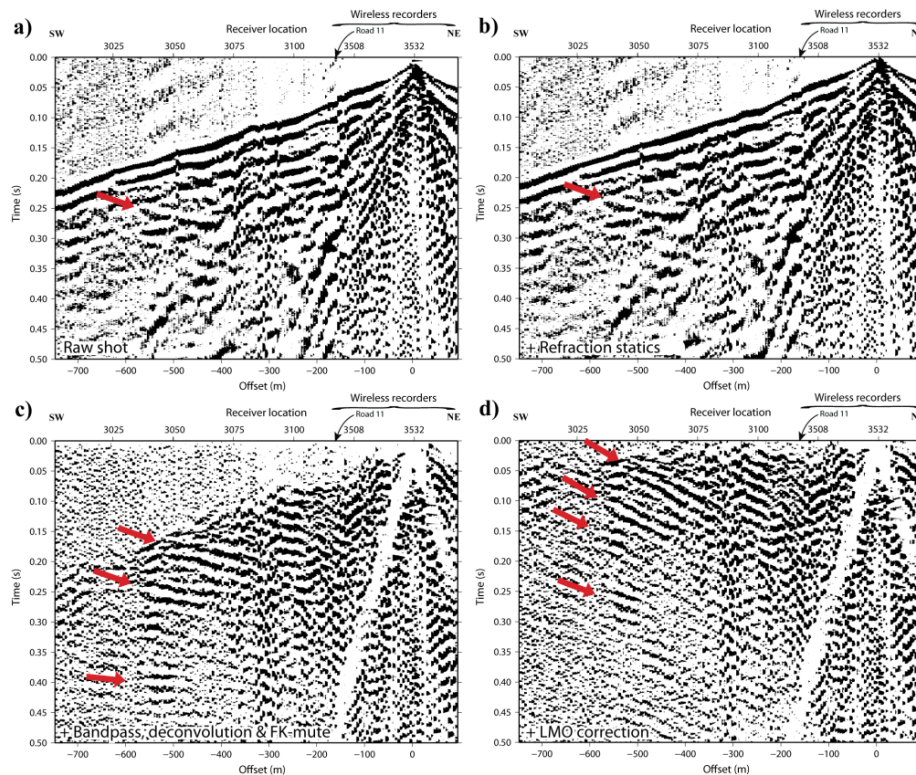 a)
SW
Receiver location
Wireless recorders
Road 11
NE
3025 3050 3075 3100 3508 3532
0.00
0.05
0.10
0.15
0.20
0.25
0.30
0.35
0.40
0.45
0.50
Time (s)
Raw shot
−700 −600 −500 −400 −300 −200 −100 0
Offset (m)
b)
SW
Receiver location
Wireless recorders
Road 11
NE
3025 3050 3075 3100 3508 3532
0.00
0.05
0.10
0.15
0.20
0.25
0.30
0.35
0.40
0.45
0.50
Time (s)
+ Refraction statics
−700 −600 −500 −400 −300 −200 −100 0
Offset (m)
c)
SW
Receiver location
Wireless recorders
Road 11
NE
3025 3050 3075 3100 3508 3532
0.00
0.05
0.10
0.15
0.20
0.25
0.30
0.35
0.40
0.45
0.50
Time (s)
+ Bandpass, deconvolution & FK-mute
−700 −600 −500 −400 −300 −200 −100 0
Offset (m)
d)
SW
Receiver location
Wireless recorders
Road 11
NE
3025 3050 3075 3100 3508 3532
0.00
0.05
0.10
0.15
0.20
0.25
0.30
0.35
0.40
0.45
0.50
Time (s)
+ LMO correction
−700 −600 −500 −400 −300 −200 −100 0
Offset (m)